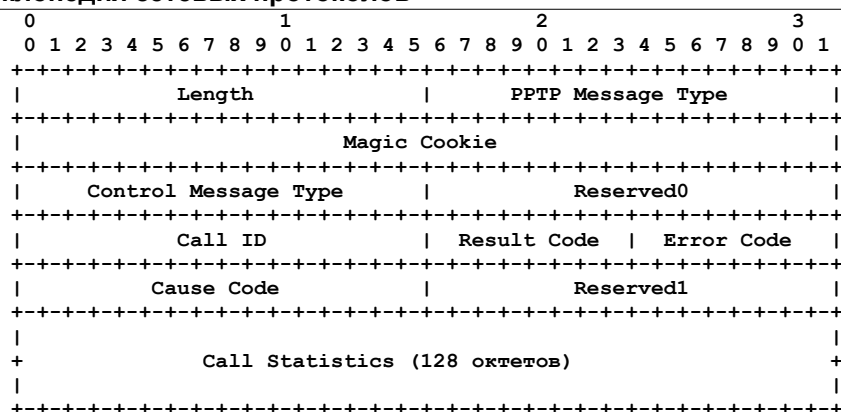 0                   1                   2                   3
0 1 2 3 4 5 6 7 8 9 0 1 2 3 4 5 6 7 8 9 0 1 2 3 4 5 6 7 8 9 0 1
+-+-+-+-+-+-+-+-+-+-+-+-+-+-+-+-+-+-+-+-+-+-+-+-+-+-+-+-+-+-+-+-+
|            Length             |      PPTP Message Type        |
+-+-+-+-+-+-+-+-+-+-+-+-+-+-+-+-+-+-+-+-+-+-+-+-+-+-+-+-+-+-+-+-+
|                         Magic Cookie                          |
+-+-+-+-+-+-+-+-+-+-+-+-+-+-+-+-+-+-+-+-+-+-+-+-+-+-+-+-+-+-+-+-+
|     Control Message Type      |           Reserved0           |
+-+-+-+-+-+-+-+-+-+-+-+-+-+-+-+-+-+-+-+-+-+-+-+-+-+-+-+-+-+-+-+-+
|            Call ID            |  Result Code  |  Error Code   |
+-+-+-+-+-+-+-+-+-+-+-+-+-+-+-+-+-+-+-+-+-+-+-+-+-+-+-+-+-+-+-+-+
|          Cause Code           |           Reserved1           |
+-+-+-+-+-+-+-+-+-+-+-+-+-+-+-+-+-+-+-+-+-+-+-+-+-+-+-+-+-+-+-+-+
|                                                               |
+              Call Statistics (128 октетов)                    +
|                                                               |
+-+-+-+-+-+-+-+-+-+-+-+-+-+-+-+-+-+-+-+-+-+-+-+-+-+-+-+-+-+-+-+-+